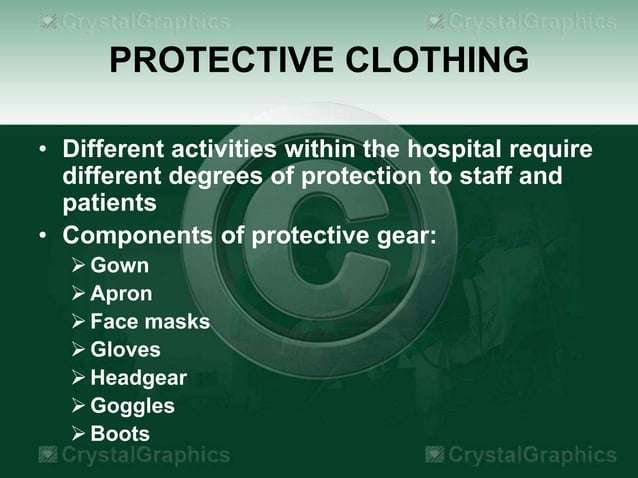 CrystalGraphics CrystalGraphics
PROTECTIVE CLOTHING
• Different activities within the hospital require
different degrees of protection to staff and
patients
• Components of protective gear:
➢ Gown
➢ Apron
➢ Face masks
➢ Gloves
➢ Headgear
➢ Goggles
➢ Boots
CrystalGraphics CrystalGraphics